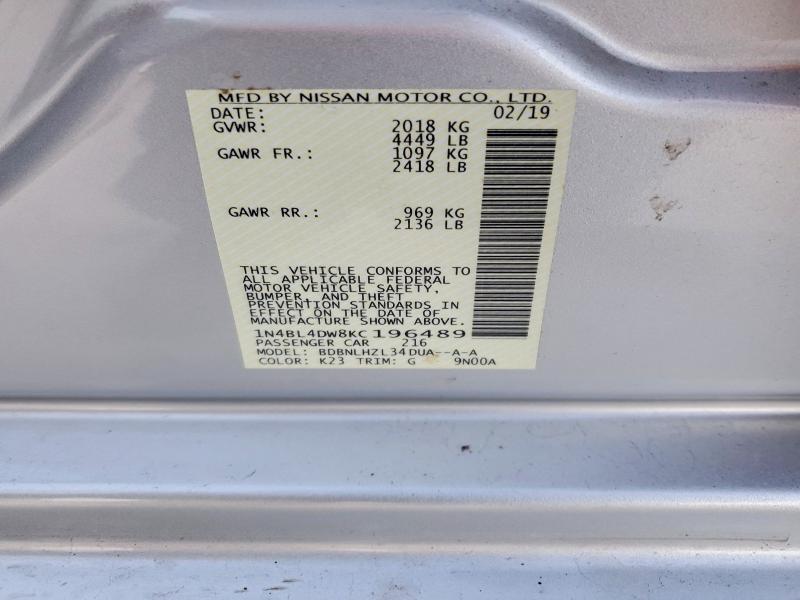 MFD BY NISSAN MOTOR CO., LTD.
DATE: 02/19
GVWR: 2018 KG
4449 LB
GAWR FR.: 1097 KG
2418 LB
GAWR RR.: 969 KG
2136 LB
THIS VEHICLE CONFORMS TO
ALL APPLICABLE FEDERAL
MOTOR VEHICLE SAFETY,
BUMPER, AND THEFT
PREVENTION STANDARDS IN
EFFECT ON THE DATE OF
MANUFACTURE SHOWN ABOVE.
1N4BL4DW8KC196489
PASSENGER CAR 216
MODEL: BDBNLHZL34DUA--A-A
COLOR: K23 TRIM: G 9N00A